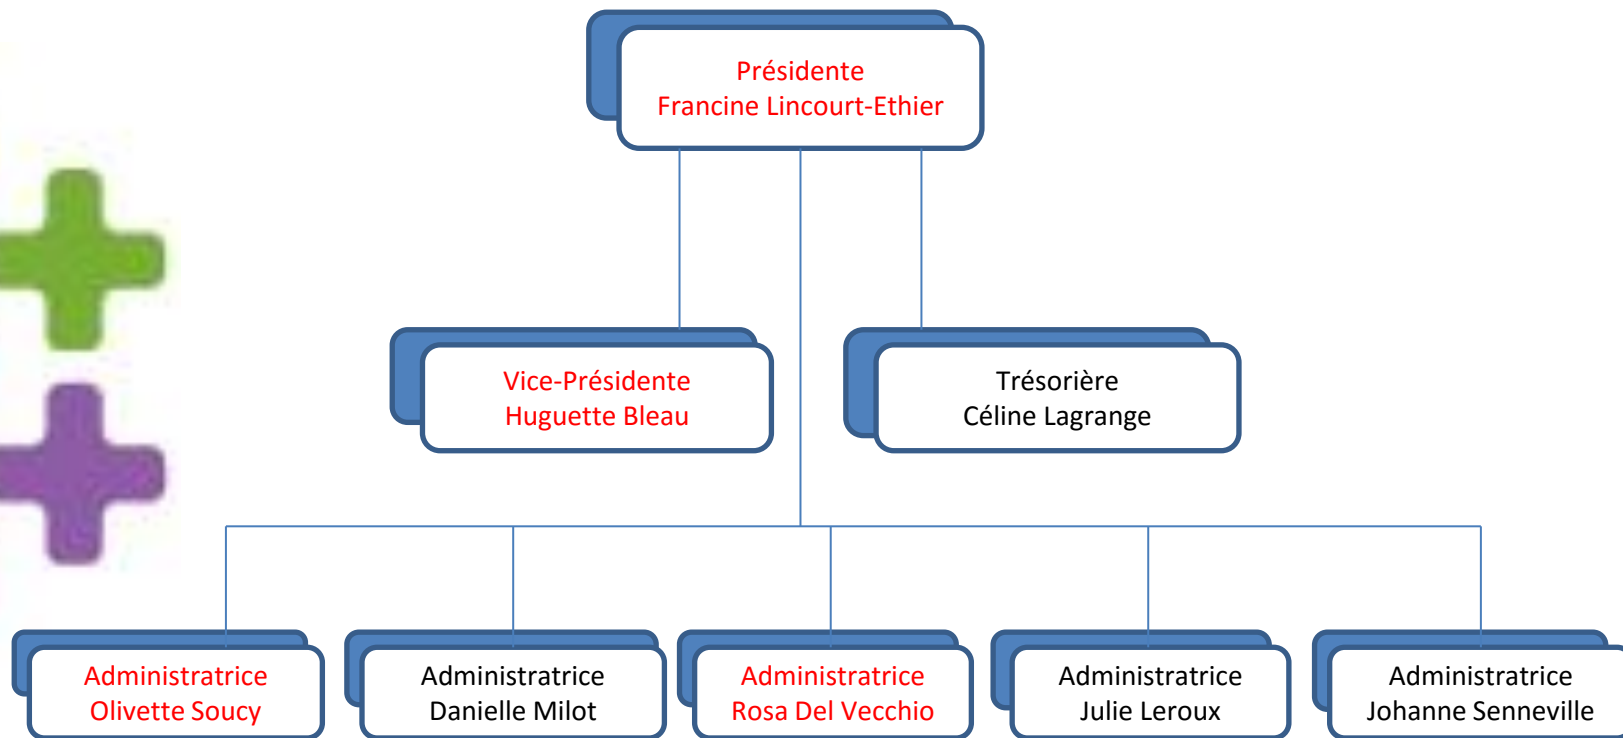 Présidente
Francine Lincourt-Ethier
Vice-Présidente
Huguette Bleau
Trésorière
Céline Lagrange
Administratrice
Olivette Soucy
Administratrice
Danielle Milot
Administratrice
Rosa Del Vecchio
Administratrice
Julie Leroux
Administratrice
Johanne Senneville